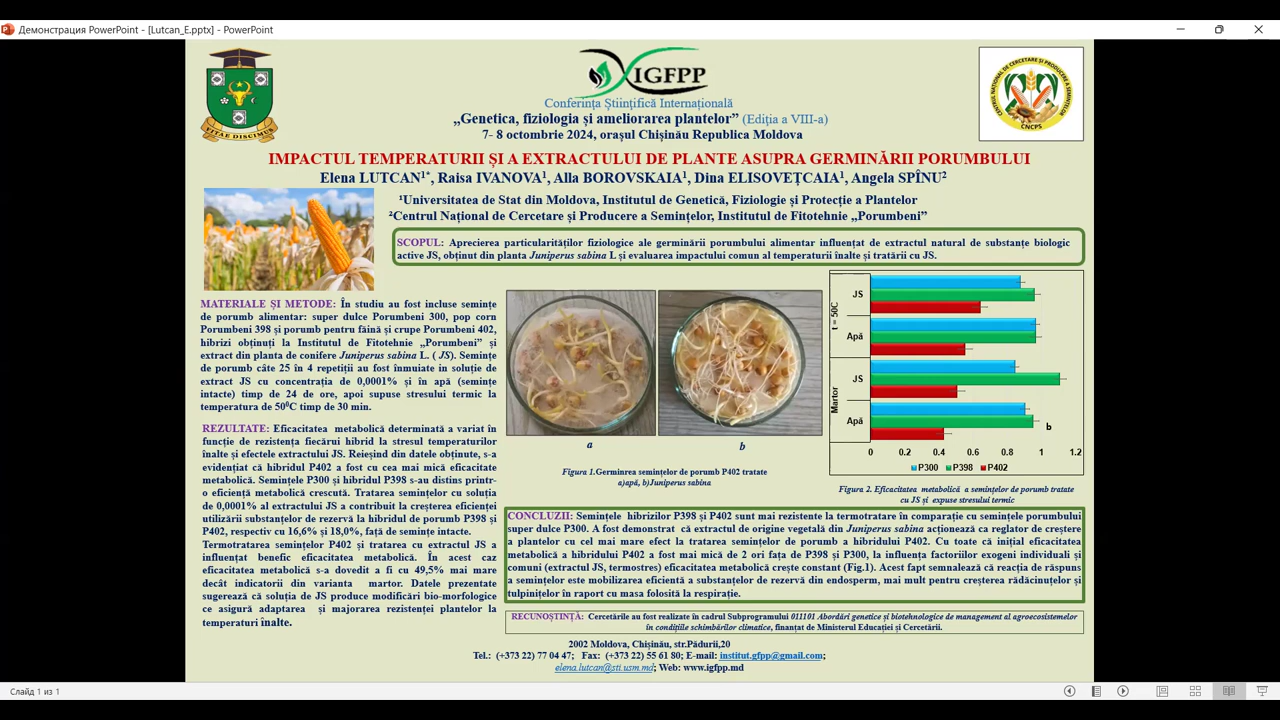 Демонстрация PowerPoint - [Lutcan_E.pptx] - PowerPoint
VITAE DISCIMUS
IGFPP
CENTRUL NAȚIONAL DE CERCETARE ȘI PRODUCERE A SEMINȚELOR
CNCPS
Conferința Științifică Internațională
„Genetica, fiziologia și ameliorarea plantelor” (Ediția a VIII-a)
7- 8 octombrie 2024, orașul Chișinău Republica Moldova
IMPACTUL TEMPERATURII ȘI A EXTRACTULUI DE PLANTE ASUPRA GERMINĂRII PORUMBULUI
Elena LUTCAN¹*, Raisa IVANOVA¹, Alla BOROVSKAIA¹, Dina ELISOVEȚCAIA¹, Angela SPÎNU²
¹Universitatea de Stat din Moldova, Institutul de Genetică, Fiziologie și Protecție a Plantelor
²Centrul Național de Cercetare și Producere a Semințelor, Institutul de Fitotehnie „Porumbeni”
SCOPUL: Aprecierea particularităților fiziologice ale germinării porumbului alimentar influențat de extractul natural de substanțe biologic
active JS, obținut din planta Juniperus sabina L și evaluarea impactului comun al temperaturii înalte și tratării cu JS.
MATERIALE ȘI METODE: În studiu au fost incluse semințe
de porumb alimentar: super dulce Porumbeni 300, pop corn
Porumbeni 398 și porumb pentru făină și crupe Porumbeni 402,
hibrizi obținuți la Institutul de Fitotehnie „Porumbeni” și
extract din planta de conifere Juniperus sabina L. ( JS). Semințe
de porumb câte 25 în 4 repetiții au fost înmuiate in soluție de
extract JS cu concentrația de 0,0001% și în apă (semințe
intacte) timp de 24 de ore, apoi supuse stresului termic la
temperatura de 50⁰C timp de 30 min.
REZULTATE: Eficacitatea metabolică determinată a variat în
funcție de rezistența fiecărui hibrid la stresul temperaturilor
înalte și efectele extractului JS. Reieșind din datele obținute, s-a
evidențiat că hibridul P402 a fost cu cea mai mică eficacitate
metabolică. Semințele P300 și hibridul P398 s-au distins printr-
o eficiență metabolică crescută. Tratarea semințelor cu soluția
de 0,0001% al extractului JS a contribuit la creșterea eficienței
utilizării substanțelor de rezervă la hibridul de porumb P398 și
P402, respectiv cu 16,6% și 18,0%, față de semințe intacte.
Termotratarea semințelor P402 și tratarea cu extractul JS a
influențat benefic eficacitatea metabolică. În acest caz
eficacitatea metabolică s-a dovedit a fi cu 49,5% mai mare
decât indicatorii din varianta martor. Datele prezentate
sugerează că soluția de JS produce modificări bio-morfologice
ce asigură adaptarea și majorarea rezistenței plantelor la
temperaturi înalte.
a
b
Figura 1.Germinrea semințelor de porumb P402 tratate
a)apă, b)Juniperus sabina
t = 50C
Martor
JS
Apă
JS
Apă
b
0 0.2 0.4 0.6 0.8 1 1.2
P300 P398 P402
Figura 2. Eficacitatea metabolică a semințelor de porumb tratate
cu JS și expuse stresului termic
CONCLUZII: Semințele hibrizilor P398 și P402 sunt mai rezistente la termotratare în comparație cu semințele porumbului
super dulce P300. A fost demonstrat că extractul de origine vegetală din Juniperus sabina acționează ca reglator de creștere
a plantelor cu cel mai mare efect la tratarea semințelor de porumb a hibridului P402. Cu toate că inițial eficacitatea
metabolică a hibridului P402 a fost mai mică de 2 ori fața de P398 și P300, la influența factoriilor exogeni individuali și
comuni (extractul JS, termostres) eficacitatea metabolică crește constant (Fig.1). Acest fapt semnalează că reacția de răspuns
a semințelor este mobilizarea eficientă a substanțelor de rezervă din endosperm, mai mult pentru creșterea rădăcinuțelor și
tulpinițelor în raport cu masa folosită la respirație.
RECUNOȘTINȚĂ: Cercetările au fost realizate în cadrul Subprogramului 011101 Abordări genetice și biotehnologice de management al agroecosistemelor
în condițiile schimbărilor climatice, finanțat de Ministerul Educației și Cercetării.
2002 Moldova, Chișinău, str.Pădurii,20
Tel.: (+373 22) 77 04 47; Fax: (+373 22) 55 61 80; E-mail: institut.gfpp@gmail.com;
elena.lutcan@sti.usm.md; Web: www.igfpp.md
Слайд 1 из 1